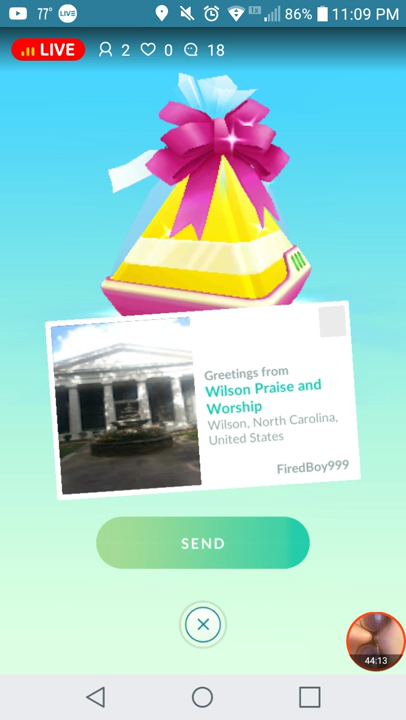 77° LIVE 1x 86% 11:09 PM
LIVE 2 0 18
Greetings from
Wilson Praise and
Worship
Wilson, North Carolina,
United States
FiredBoy999
SEND
44:13